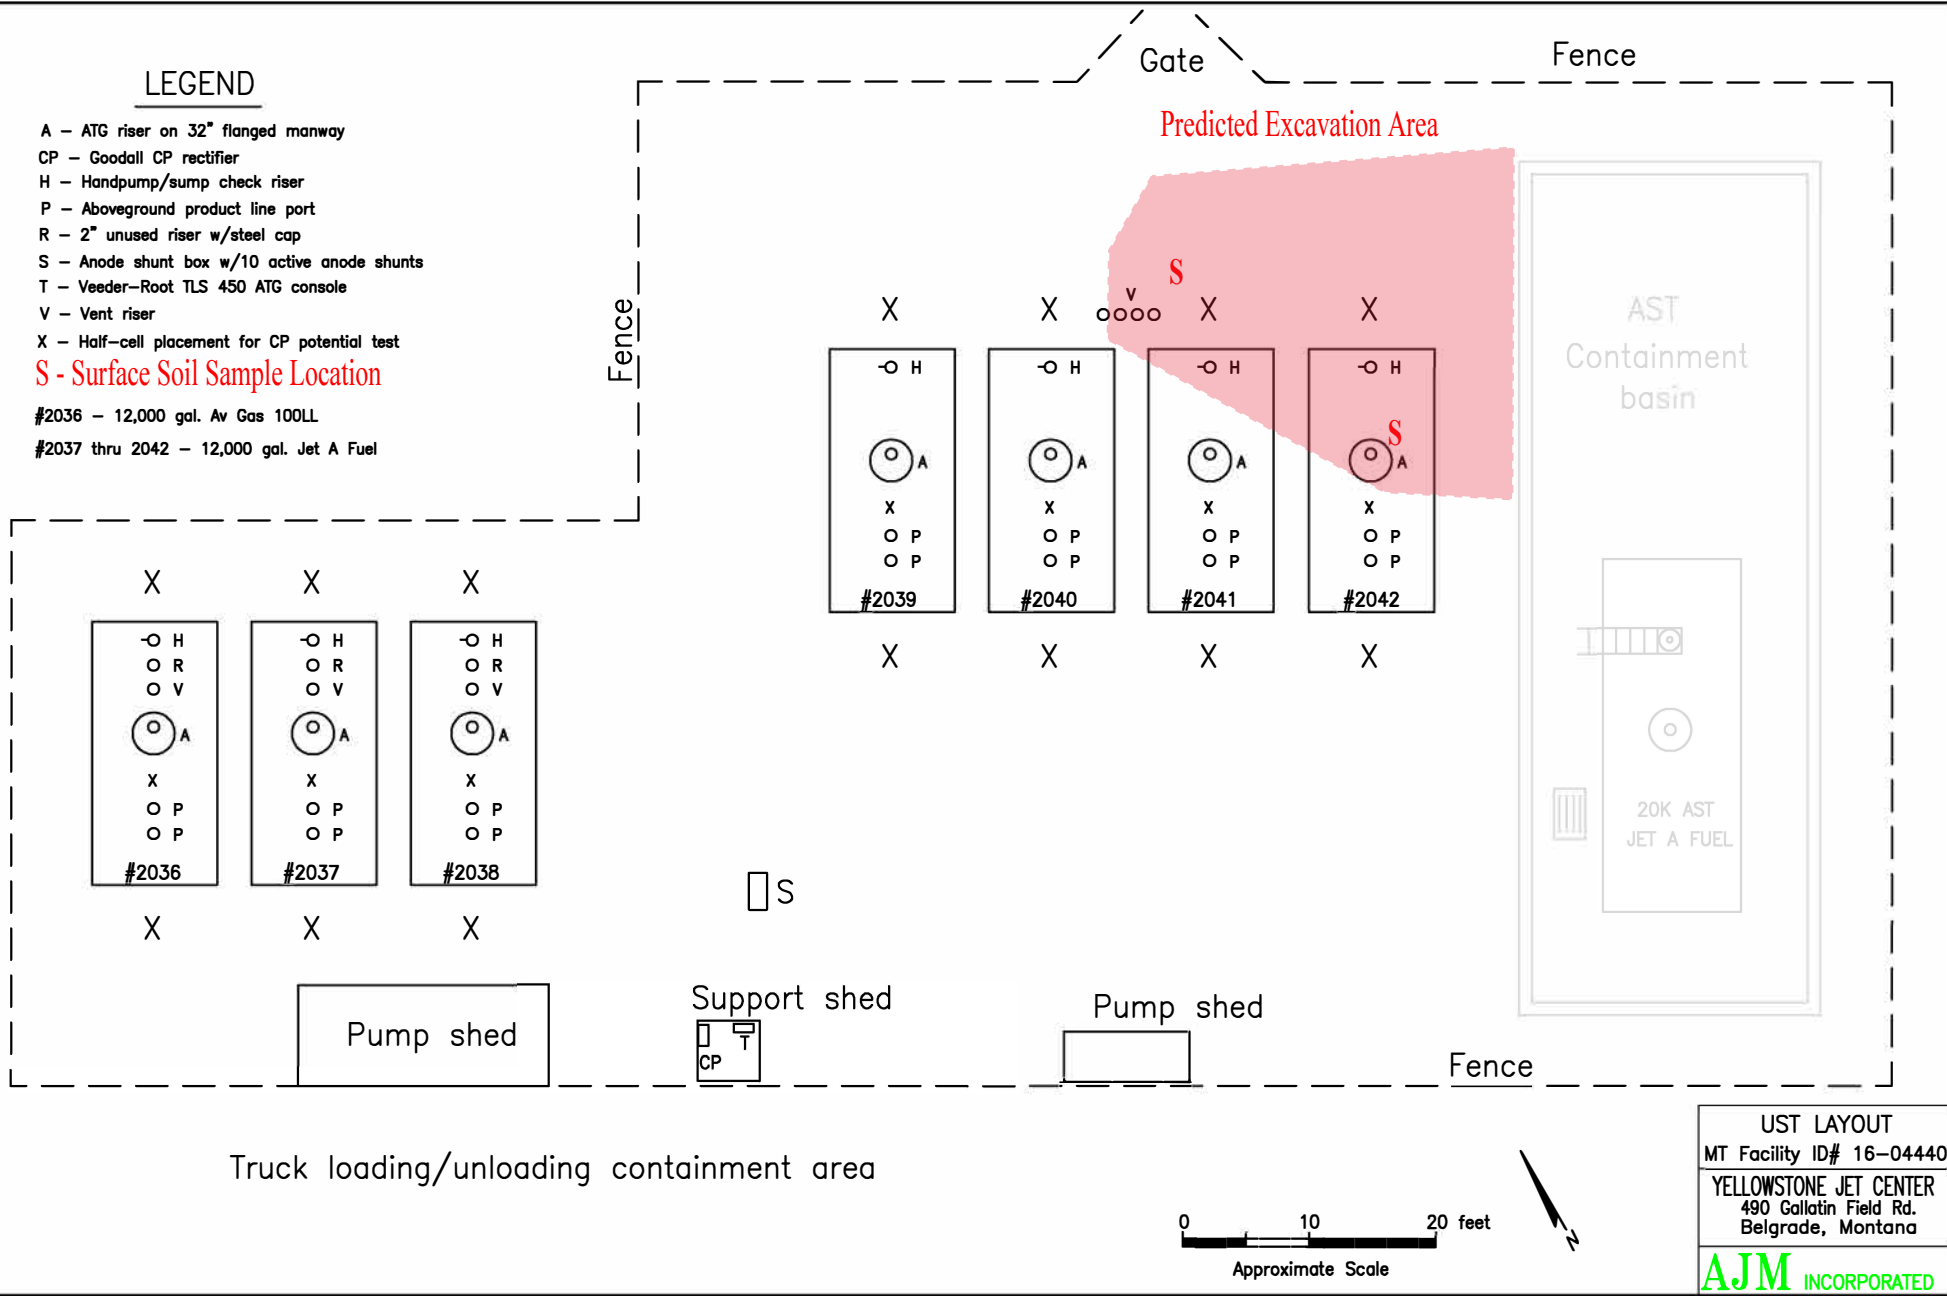 Gate
Fence
LEGEND
A – ATG riser on 32" flanged manway
CP – Goodall CP rectifier
H – Handpump/sump check riser
P – Aboveground product line port
R – 2" unused riser w/steel cap
S – Anode shunt box w/10 active anode shunts
T – Veeder–Root TLS 450 ATG console
V – Vent riser
X – Half–cell placement for CP potential test
S - Surface Soil Sample Location
#2036 – 12,000 gal. Av Gas 100LL
#2037 thru 2042 – 12,000 gal. Jet A Fuel
Predicted Excavation Area
Fence
S
V
X X X X
H H H H
S
A A A A
X X X X
P P P P
P P P P
#2039 #2040 #2041 #2042
X X X X
AST
Containment
basin
20K AST
JET A FUEL
X X X
H H H
R R R
V V V
A A A
X X X
P P P
P P P
#2036 #2037 #2038
X X X
S
Pump shed
Support shed
T
CP
Pump shed
Fence
Truck loading/unloading containment area
0 10 20 feet
Approximate Scale
N
UST LAYOUT
MT Facility ID# 16–04440
YELLOWSTONE JET CENTER
490 Gallatin Field Rd.
Belgrade, Montana
AJM INCORPORATED